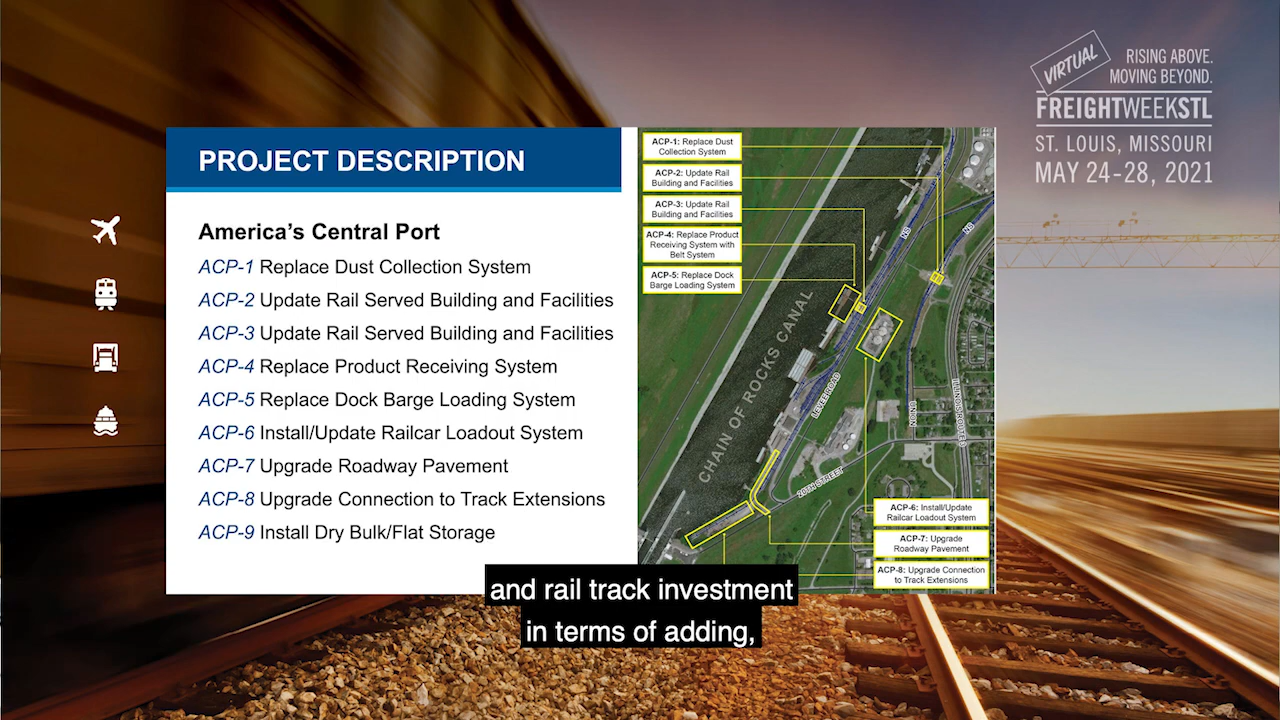 VIRTUAL
RISING ABOVE.
MOVING BEYOND.
FREIGHTWEEKSTL
ST. LOUIS, MISSOURI
MAY 24-28, 2021
PROJECT DESCRIPTION
America's Central Port
ACP-1 Replace Dust Collection System
ACP-2 Update Rail Served Building and Facilities
ACP-3 Update Rail Served Building and Facilities
ACP-4 Replace Product Receiving System
ACP-5 Replace Dock Barge Loading System
ACP-6 Install/Update Railcar Loadout System
ACP-7 Upgrade Roadway Pavement
ACP-8 Upgrade Connection to Track Extensions
ACP-9 Install Dry Bulk/Flat Storage
ACP-1: Replace Dust
Collection System
ACP-2: Update Rail
Building and Facilities
ACP-3: Update Rail
Building and Facilities
ACP-4: Replace Product
Receiving System with
Belt System
ACP-5: Replace Dock
Barge Loading System
CHAIN OF ROCKS CANAL
NS
NS
LEVEE ROAD
20TH STREET
BNSF
ILLINOIS ROUTE 3
ACP-6: Install/Update
Railcar Loadout System
ACP-7: Upgrade
Roadway Pavement
ACP-8: Upgrade Connection
to Track Extensions
and rail track investment
in terms of adding,